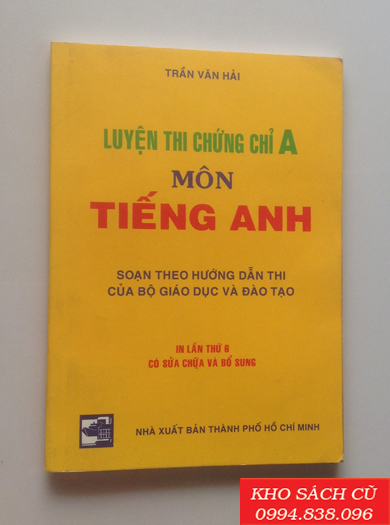 TRẦN VĂN HẢI
LUYỆN THI CHỨNG CHỈ A
MÔN
TIẾNG ANH
SOẠN THEO HƯỚNG DẪN THI
CỦA BỘ GIÁO DỤC VÀ ĐÀO TẠO
IN LẦN THỨ 6
CÓ SỬA CHỮA VÀ BỔ SUNG
NHÀ XUẤT BẢN THÀNH PHỐ HỒ CHÍ MINH
KHO SÁCH CŨ
0994.838.096